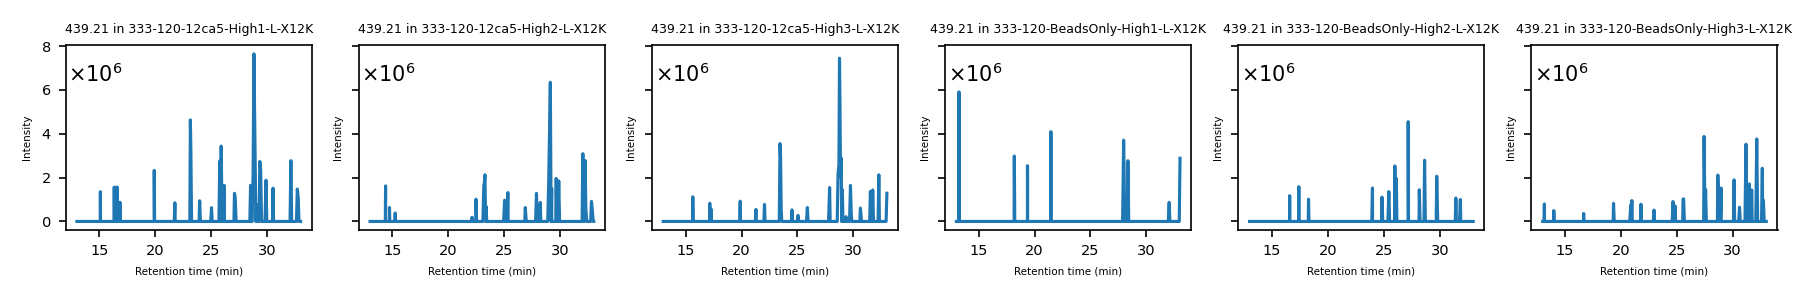 439.21 in 333-120-12ca5-High1-L-X12K
439.21 in 333-120-12ca5-High2-L-X12K
439.21 in 333-120-12ca5-High3-L-X12K
439.21 in 333-120-BeadsOnly-High1-L-X12K
439.21 in 333-120-BeadsOnly-High2-L-X12K
439.21 in 333-120-BeadsOnly-High3-L-X12K
×10⁶
×10⁶
×10⁶
×10⁶
×10⁶
×10⁶
8
6
4
2
0
Intensity
Intensity
Intensity
Intensity
Intensity
Intensity
15 20 25 30
15 20 25 30
15 20 25 30
15 20 25 30
15 20 25 30
15 20 25 30
Retention time (min)
Retention time (min)
Retention time (min)
Retention time (min)
Retention time (min)
Retention time (min)